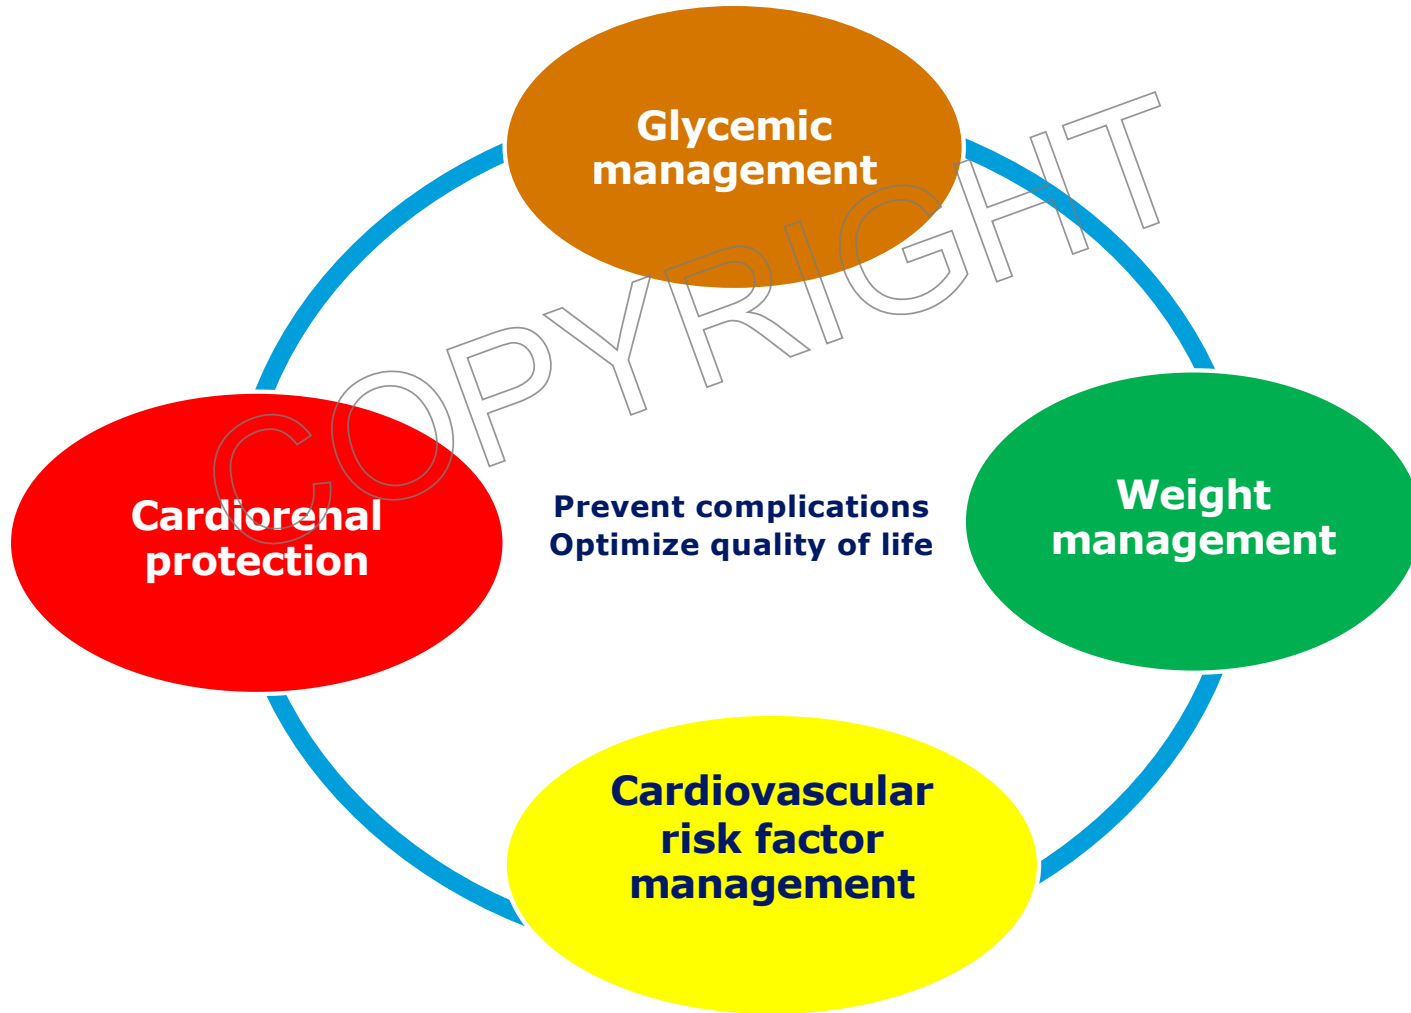 Glycemic
management
COPYRIGHT
Cardiorenal
protection
Prevent complications
Optimize quality of life
Weight
management
Cardiovascular
risk factor
management